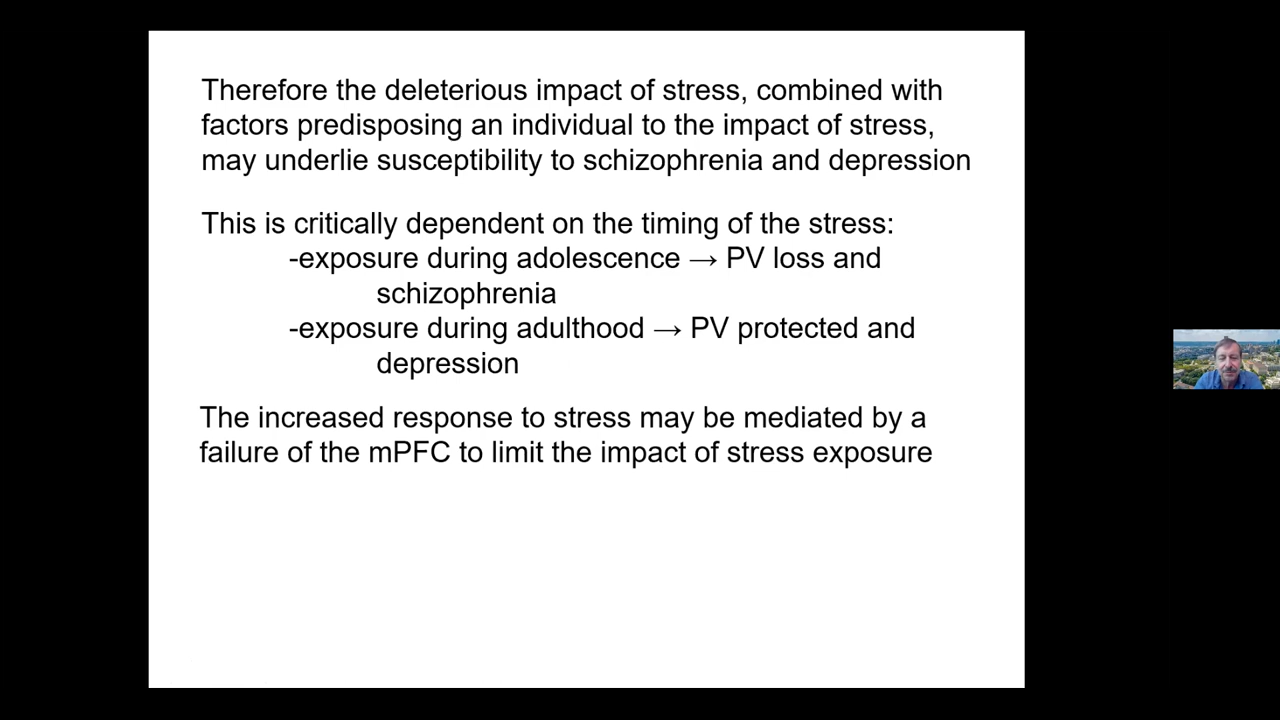 Therefore the deleterious impact of stress, combined with
factors predisposing an individual to the impact of stress,
may underlie susceptibility to schizophrenia and depression
This is critically dependent on the timing of the stress:
-exposure during adolescence → PV loss and
schizophrenia
-exposure during adulthood → PV protected and
depression
The increased response to stress may be mediated by a
failure of the mPFC to limit the impact of stress exposure